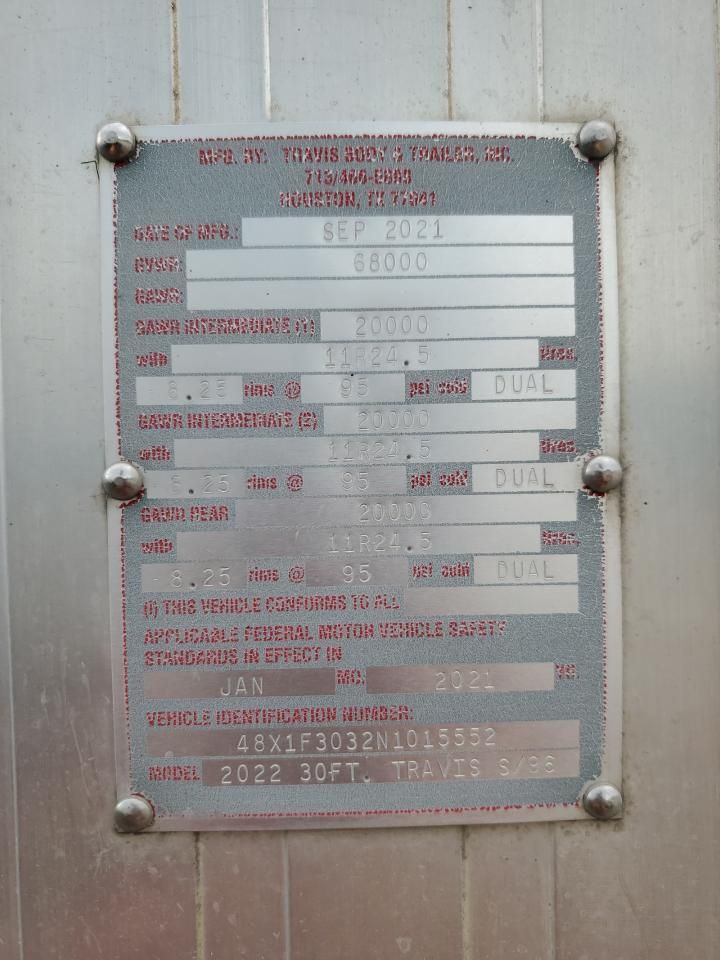 MFG. BY: TRAVIS BODY & TRAILER, INC.
HOUSTON, TX 77041
DATE OF MFG.: SEP 2021
GVWR: 68000
GAWR:
GAWR INTERMEDIATE (1) 20000
with 11R24.5 tires,
8.25 rims @ 95 psi cold DUAL
GAWR INTERMEDIATE (2) 20000
with 11R24.5 tires,
8.25 rims @ 95 psi cold DUAL
GAWR REAR 20000
with 11R24.5 tires,
8.25 rims @ 95 psi cold DUAL
(I) THIS VEHICLE CONFORMS TO ALL
APPLICABLE FEDERAL MOTOR VEHICLE SAFETY
STANDARDS IN EFFECT IN
JAN MO. 2021 YR.
VEHICLE IDENTIFICATION NUMBER:
48X1F3032N1015552
MODEL 2022 30FT. TRAVIS S/96